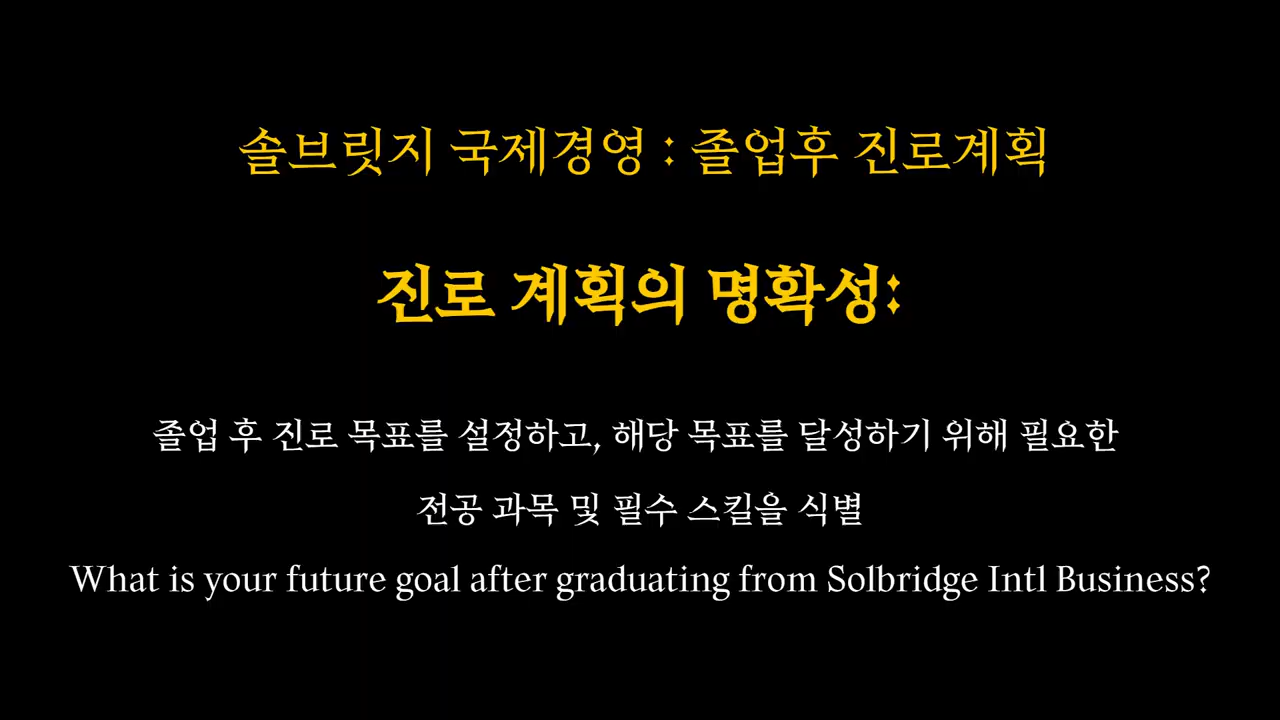 솔브릿지 국제경영 : 졸업후 진로계획
진로 계획의 명확성:
졸업 후 진로 목표를 설정하고, 해당 목표를 달성하기 위해 필요한
전공 과목 및 필수 스킬을 식별
What is your future goal after graduating from Solbridge Intl Business?